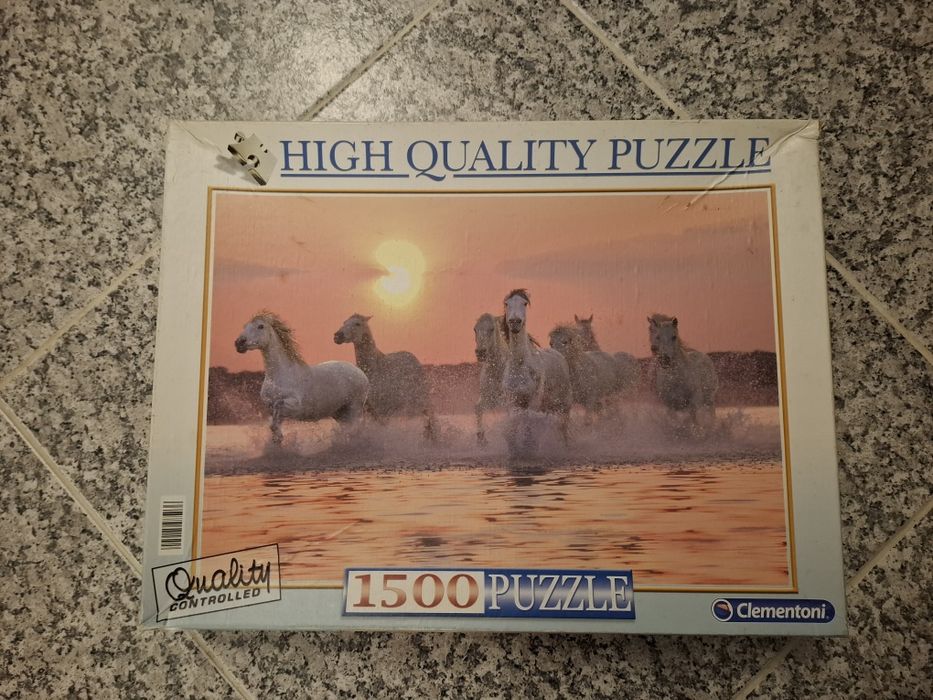 HIGH QUALITY PUZZLE
Quality
CONTROLLED
1500 PUZZLE
Clementoni